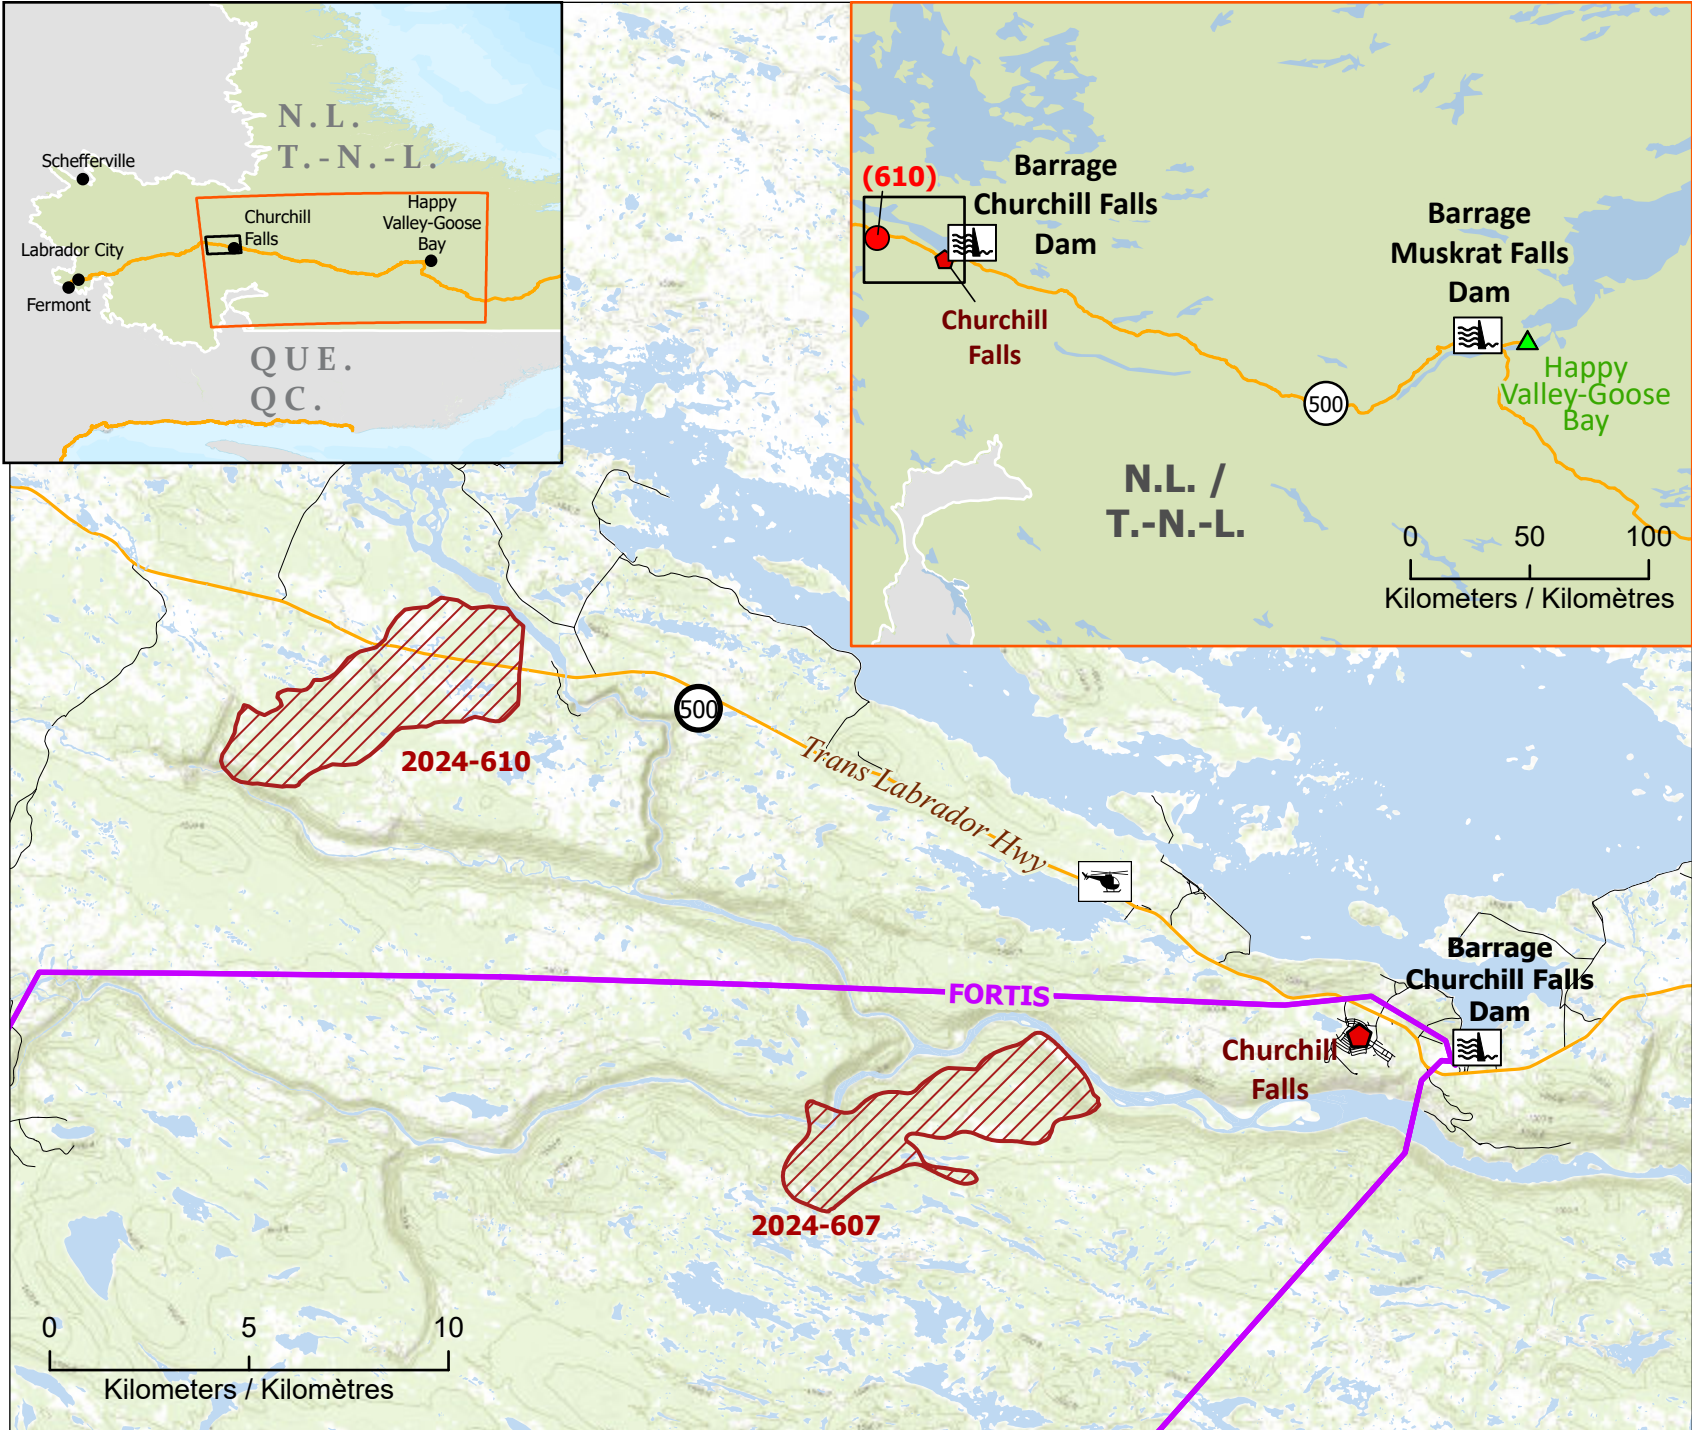 N.L.
T.-N.-L.
Schefferville
Churchill
Falls
Happy
Valley-Goose
Bay
Labrador City
Fermont
QUE.
QC.
(610)
Barrage
Churchill Falls
Dam
Churchill
Falls
Barrage
Muskrat Falls
Dam
Happy
Valley-Goose
Bay
500
N.L. /
T.-N.-L.
0 50 100
Kilometers / Kilomètres
2024-610
500
Trans Labrador Hwy
FORTIS
Barrage
Churchill Falls
Dam
Churchill
Falls
2024-607
0 5 10
Kilometers / Kilomètres